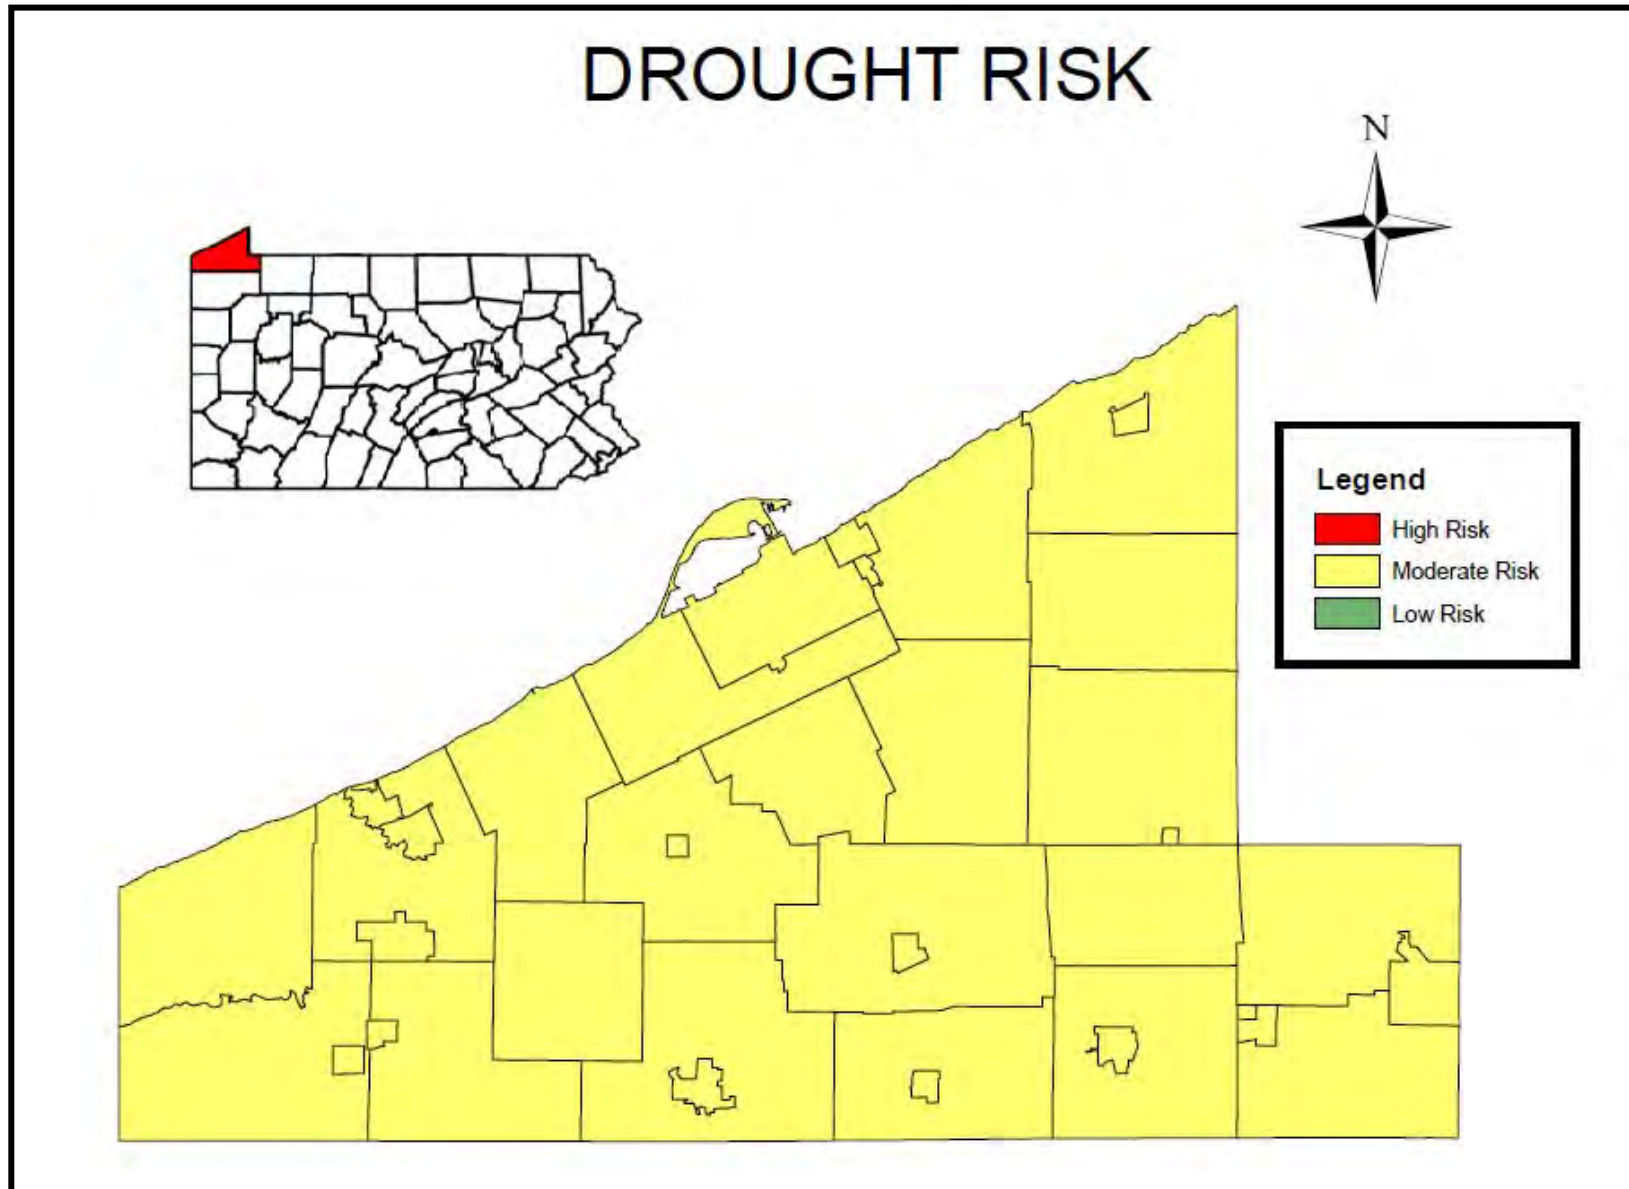 DROUGHT RISK
N
Legend
High Risk
Moderate Risk
Low Risk